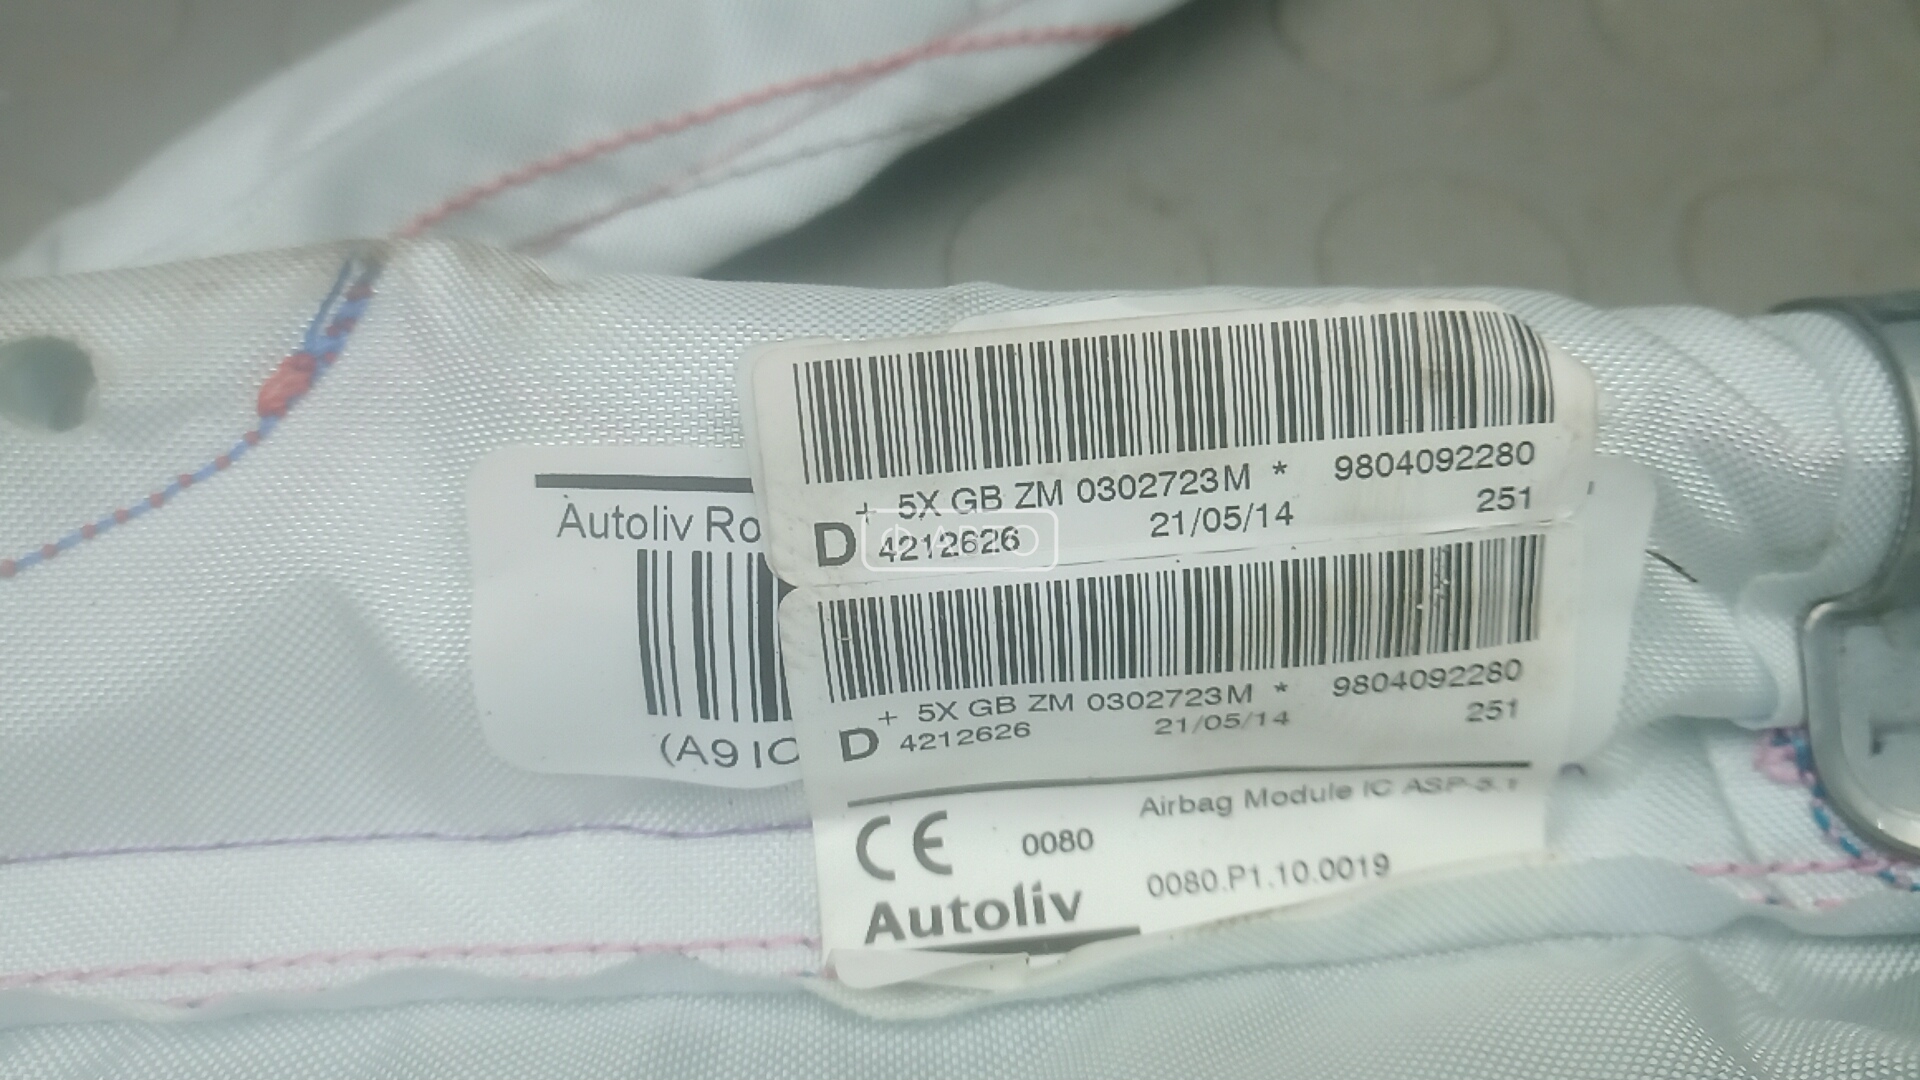 Autoliv Ro
(A9 IC
+ 5X GB ZM 0302723M * 9804092280
D 4212626 21/05/14 251
+ 5X GB ZM 0302723M * 9804092280
D 4212626 21/05/14 251
CE 0080 Airbag Module IC ASP-5.1
Autoliv 0080.P1.10.0019